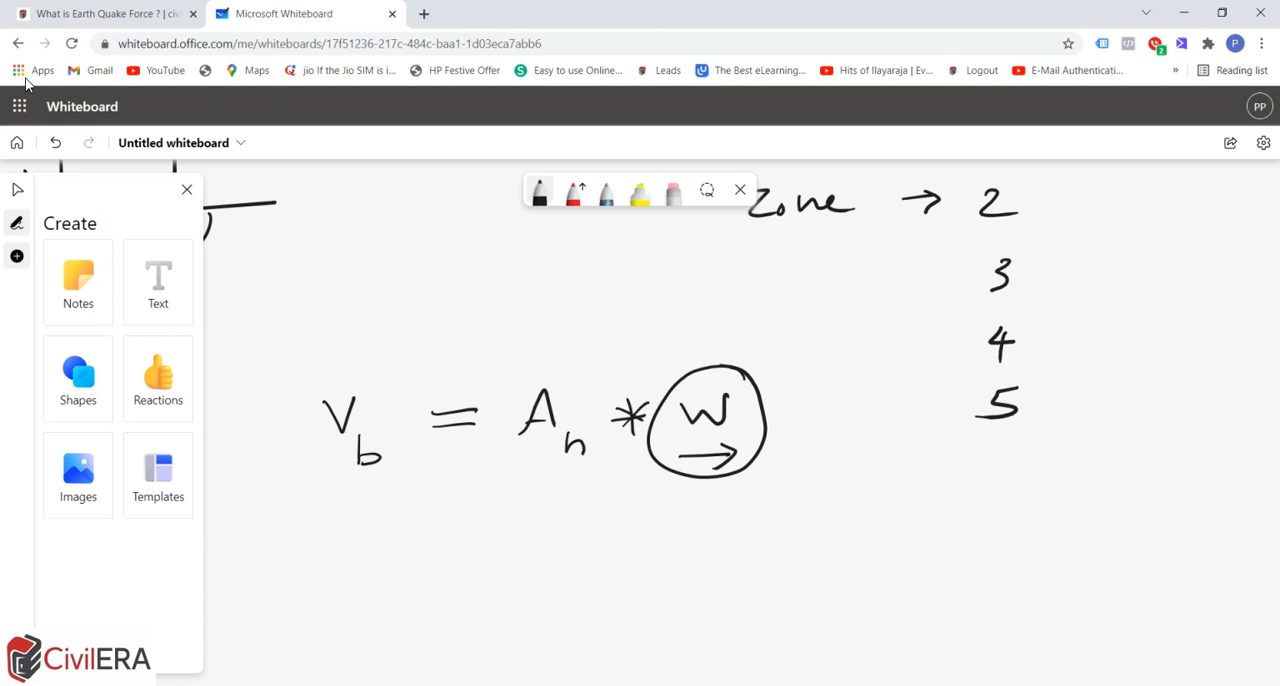 What is Earth Quake Force ? | civ
Microsoft Whiteboard
whiteboard.office.com/me/whiteboards/17f51236-217c-484c-baa1-1d03eca7abb6
2
P
Apps
Gmail
YouTube
Maps
jio If the Jio SIM is i...
HP Festive Offer
Easy to use Online...
Leads
The Best eLearning...
Hits of Ilayaraja | Ev...
Logout
E-Mail Authenticati...
»
Reading list
Whiteboard
PP
Untitled whiteboard
Create
Notes
Text
Shapes
Reactions
Images
Templates
Zone → 2
3
4
5
V_b = A_h * W
→
CivilERA